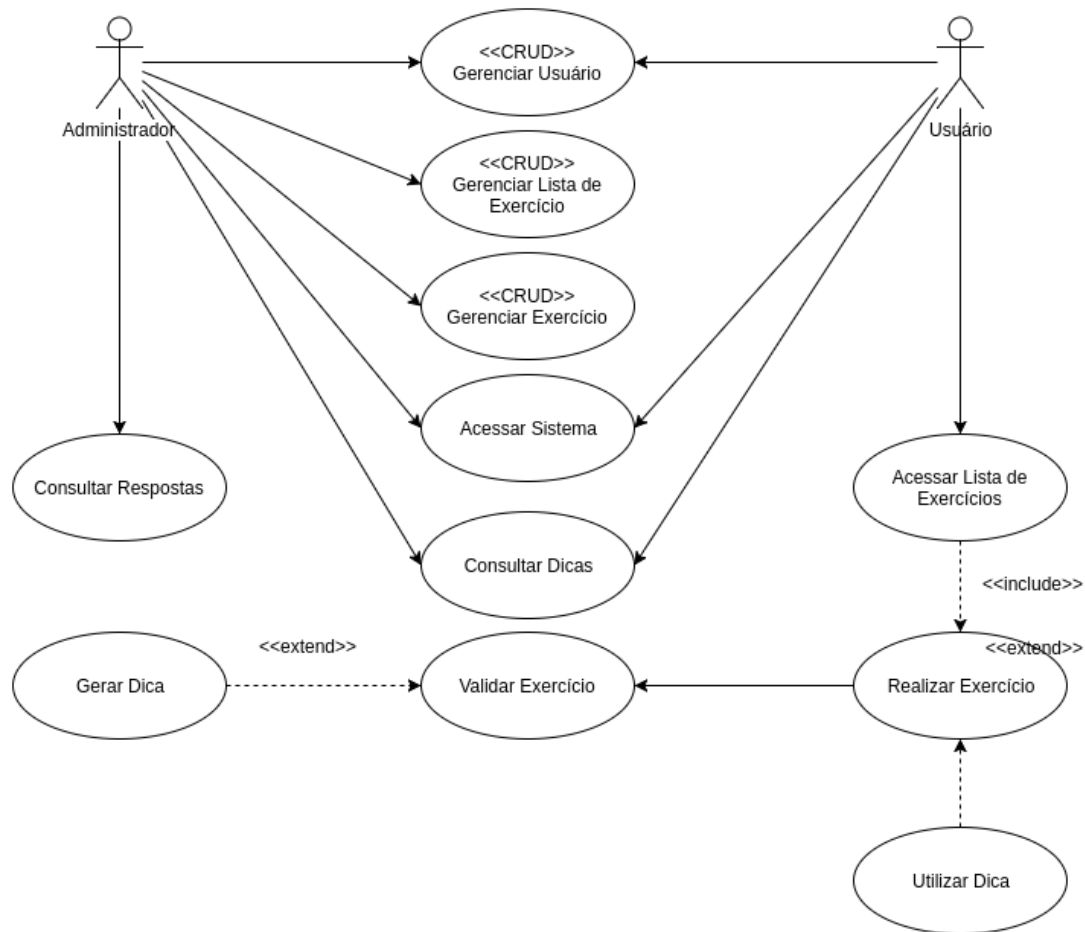 <<CRUD>>
Gerenciar Usuário
Administrador
Usuário
<<CRUD>>
Gerenciar Lista de
Exercício
<<CRUD>>
Gerenciar Exercício
Acessar Sistema
Consultar Respostas
Acessar Lista de
Exercícios
Consultar Dicas
<<include>>
<<extend>>
<<extend>>
Gerar Dica
Validar Exercício
Realizar Exercício
Utilizar Dica